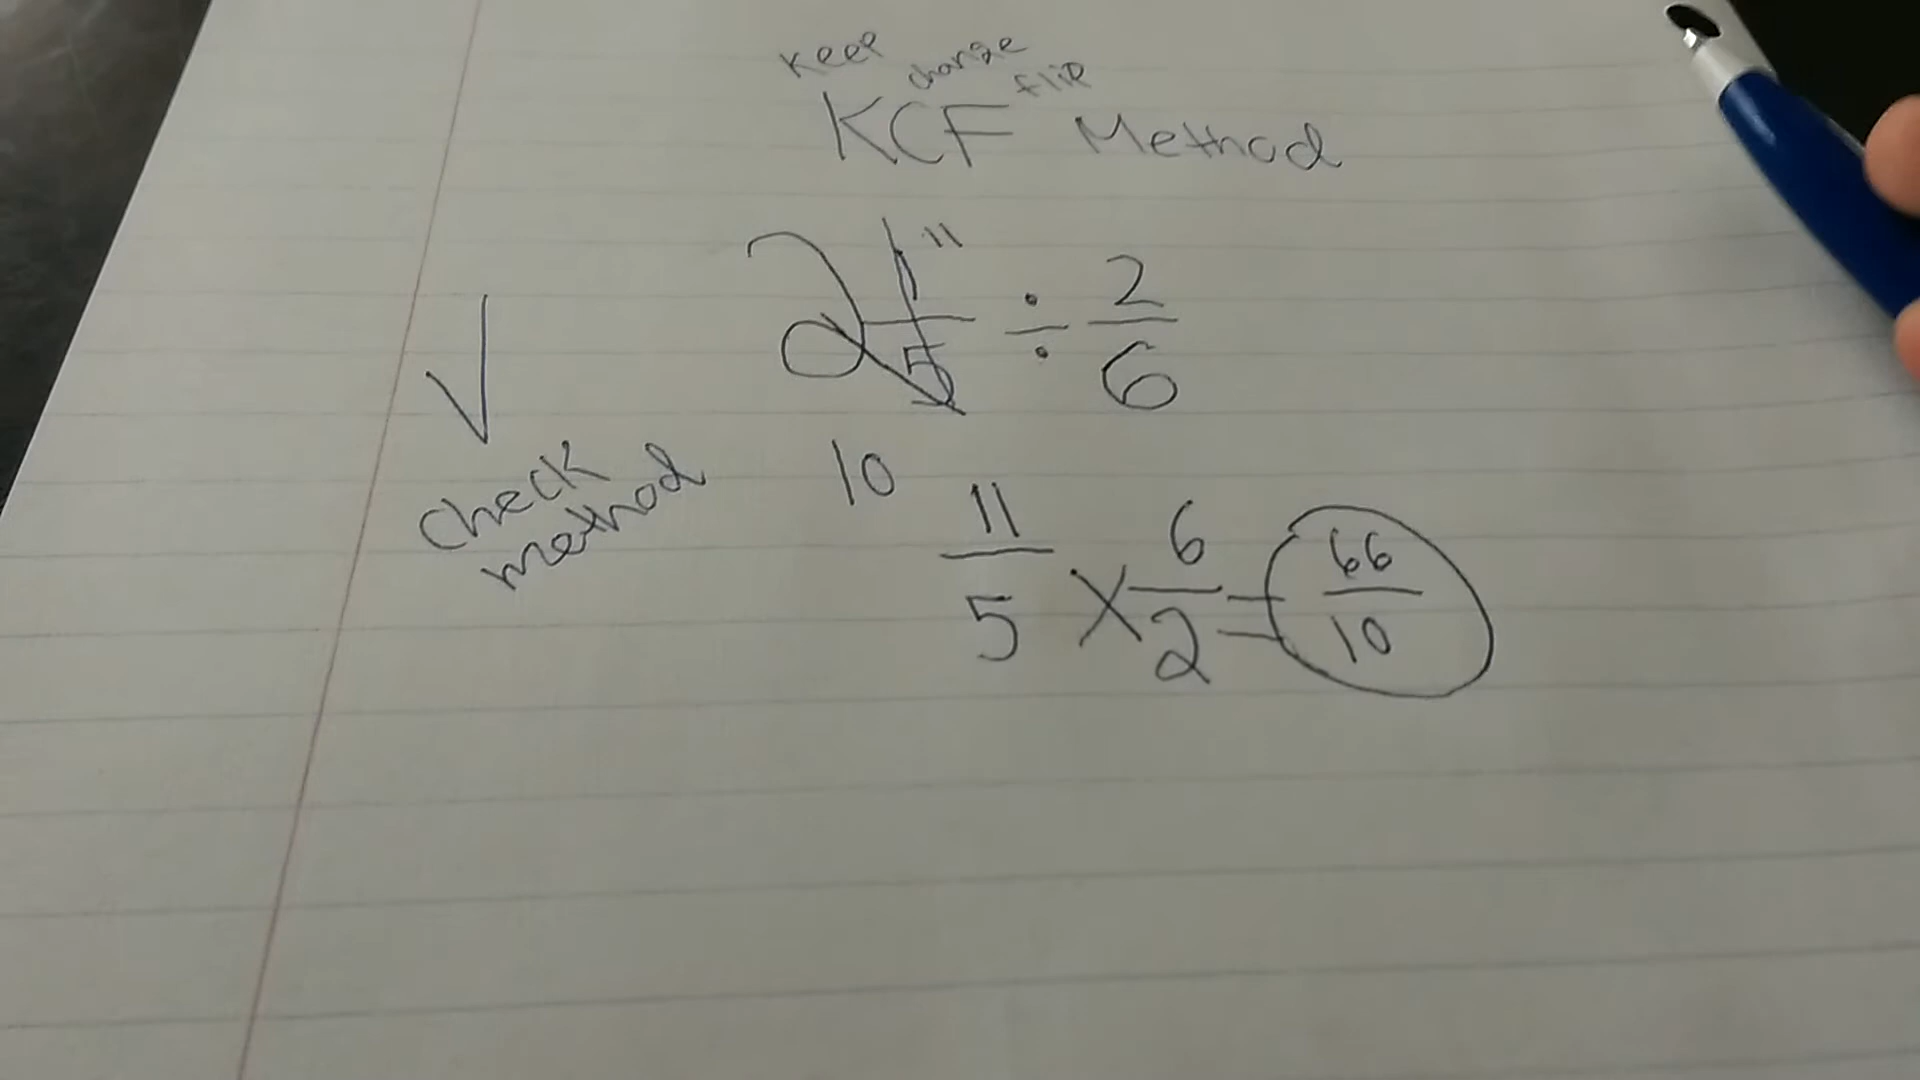 Keep change flip
KCF Method
2 1/5 11 ÷ 2/6
√
check
method
10
11/5 X 6/2 = 66/10